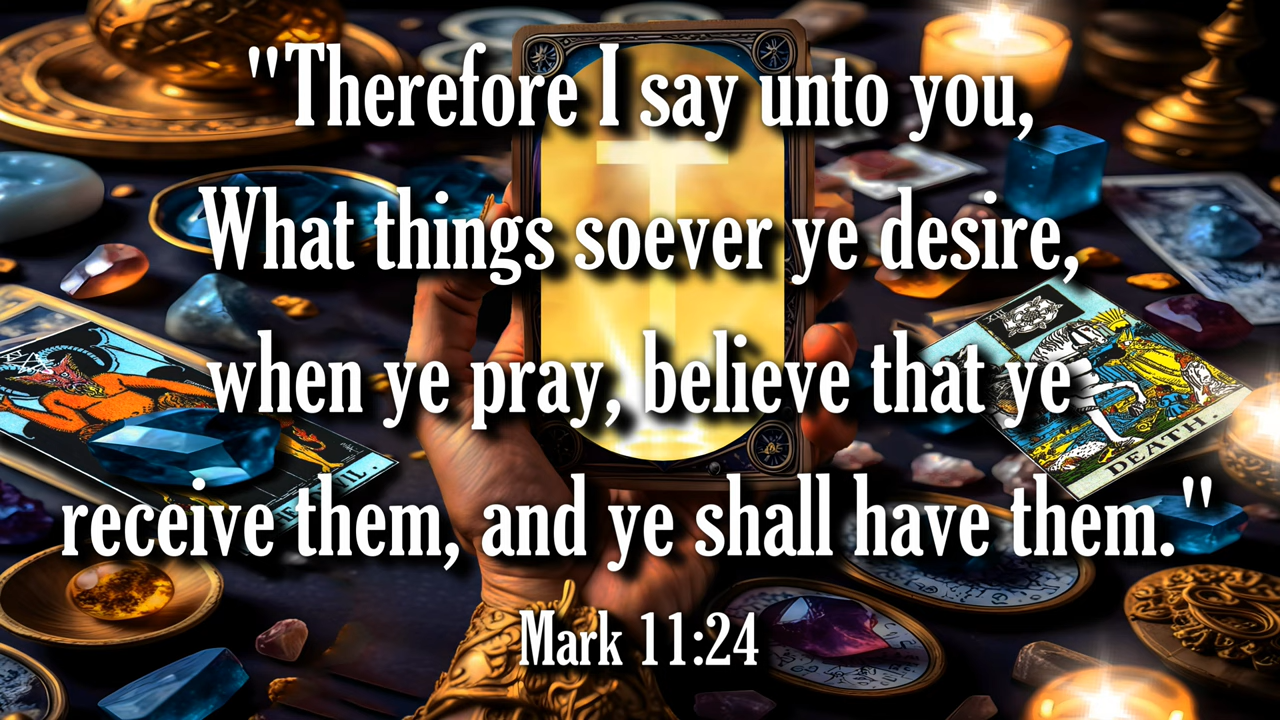 "Therefore I say unto you,
What things soever ye desire,
when ye pray, believe that ye
receive them, and ye shall have them."
Mark 11:24
XIII
DEATH.